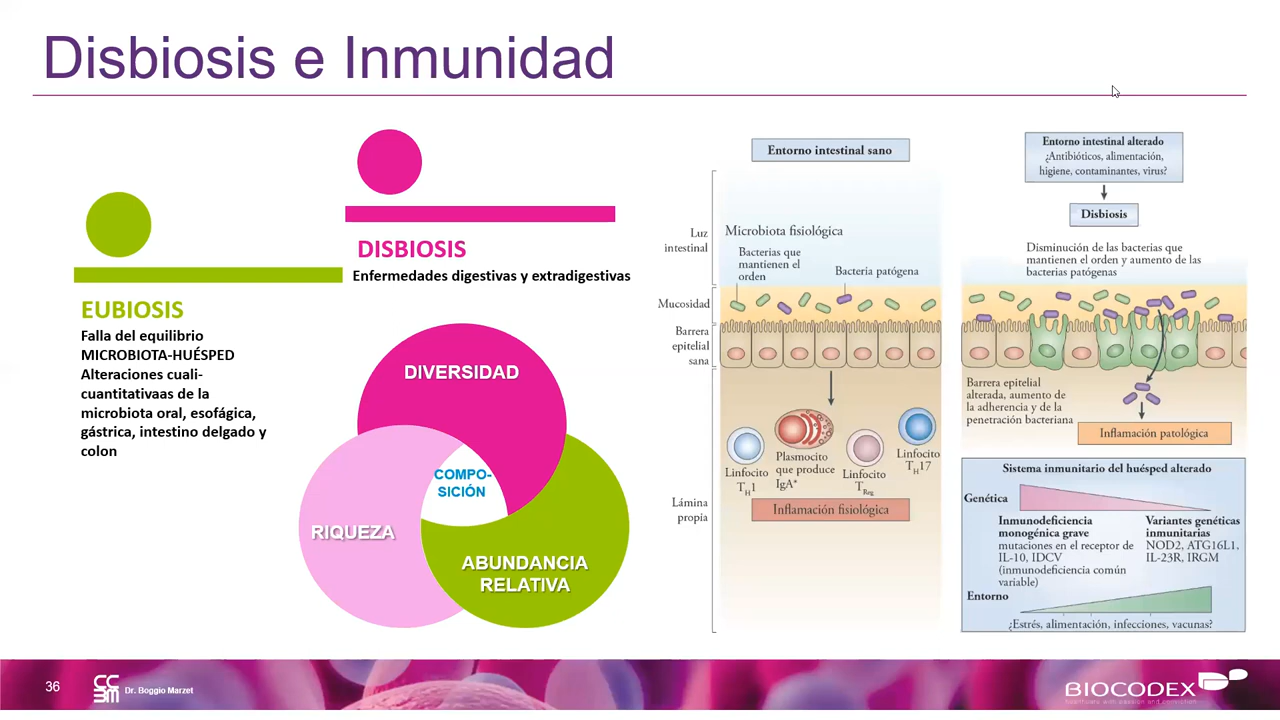 Disbiosis e Inmunidad
DISBIOSIS
Enfermedades digestivas y extradigestivas
EUBIOSIS
Falla del equilibrio
MICROBIOTA-HUÉSPED
Alteraciones cuali-
cuantitativaas de la
microbiota oral, esofágica,
gástrica, intestino delgado y
colon
DIVERSIDAD
COMPO-
SICIÓN
RIQUEZA
ABUNDANCIA
RELATIVA
Entorno intestinal sano
Luz
intestinal
Microbiota fisiológica
Bacterias que
mantienen el
orden
Bacteria patógena
Mucosidad
Barrera
epitelial
sana
Linfocito
TH1
Plasmocito
que produce
IgA*
Linfocito
TReg
Linfocito
TH17
Lámina
propia
Inflamación fisiológica
Entorno intestinal alterado
¿Antibióticos, alimentación,
higiene, contaminantes, virus?
Disbiosis
Disminución de las bacterias que
mantienen el orden y aumento de las
bacterias patógenas
Barrera epitelial
alterada, aumento de
la adherencia y de la
penetración bacteriana
Inflamación patológica
Sistema inmunitario del huésped alterado
Genética
Inmunodeficiencia
monogénica grave
mutaciones en el receptor de
IL-10, IDCV
(inmunodeficiencia común
variable)
Variantes genéticas
inmunitarias
NOD2, ATG16L1,
IL-23R, IRGM
Entorno
¿Estrés, alimentación, infecciones, vacunas?
36
Dr. Boggio Marzet
BIOCODEX
healthcare with passion and conviction